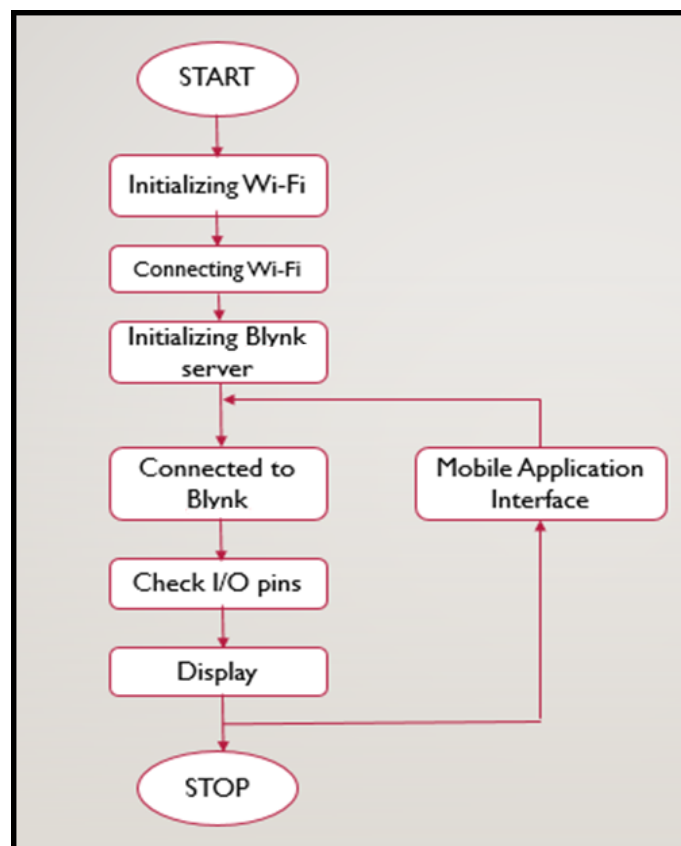 START
Initializing Wi-Fi
Connecting Wi-Fi
Initializing Blynk
server
Connected to
Blynk
Mobile Application
Interface
Check I/O pins
Display
STOP